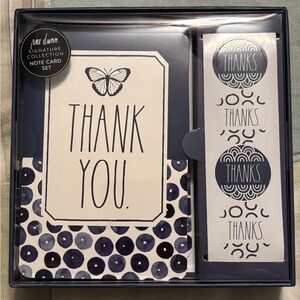 rae dunn
SIGNATURE
COLLECTION
NOTE CARD
SET
THANK
YOU.
THANKS
THANKS
THANKS
THANKS